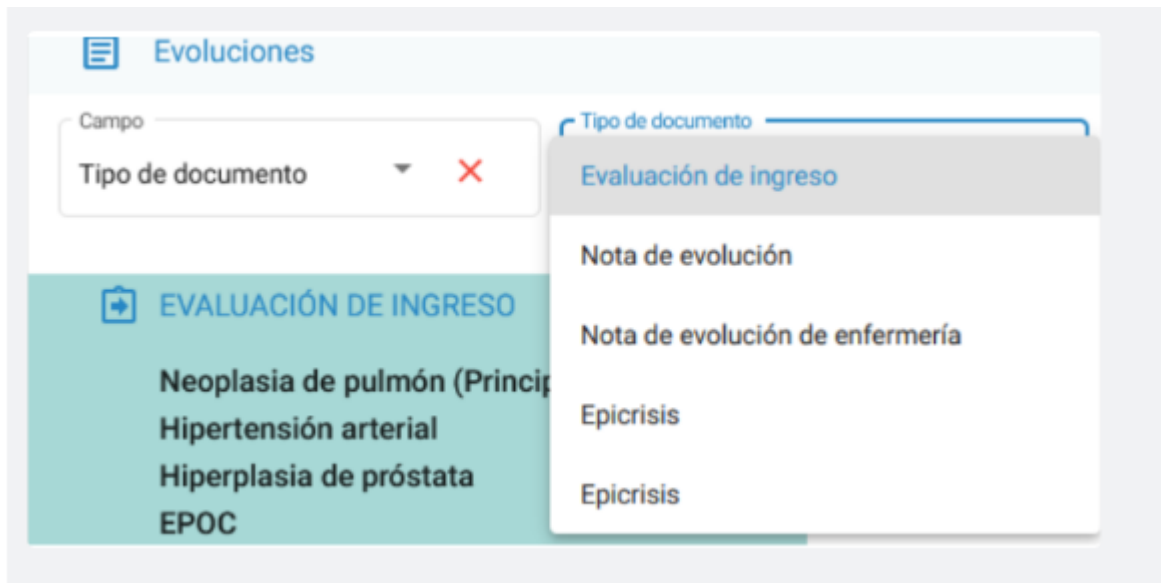 Evoluciones
Campo
Tipo de documento
Tipo de documento
Evaluación de ingreso
Nota de evolución
Nota de evolución de enfermería
Epicrisis
Epicrisis
EVALUACIÓN DE INGRESO
Neoplasia de pulmón
Hipertensión arterial
Hiperplasia de próstata
EPOC